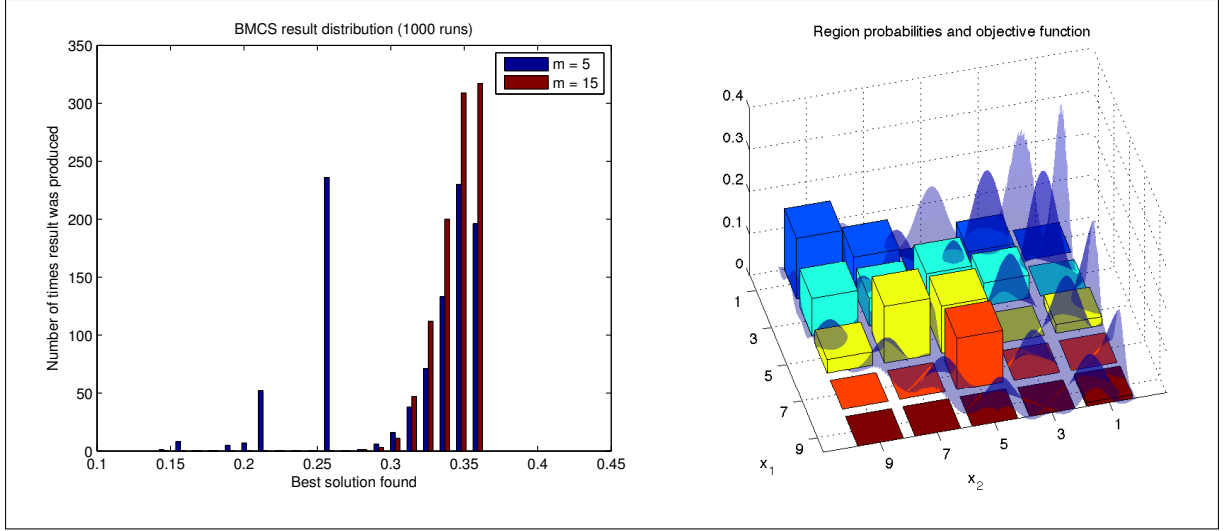 BMCS result distribution (1000 runs)
350
300
250
200
150
100
50
0
0.1 0.15 0.2 0.25 0.3 0.35 0.4 0.45
Number of times result was produced
Best solution found
m = 5
m = 15
Region probabilities and objective function
0.4
0.3
0.2
0.1
0
1
3
5
7
9
x1
9 7 5 3 1
x2